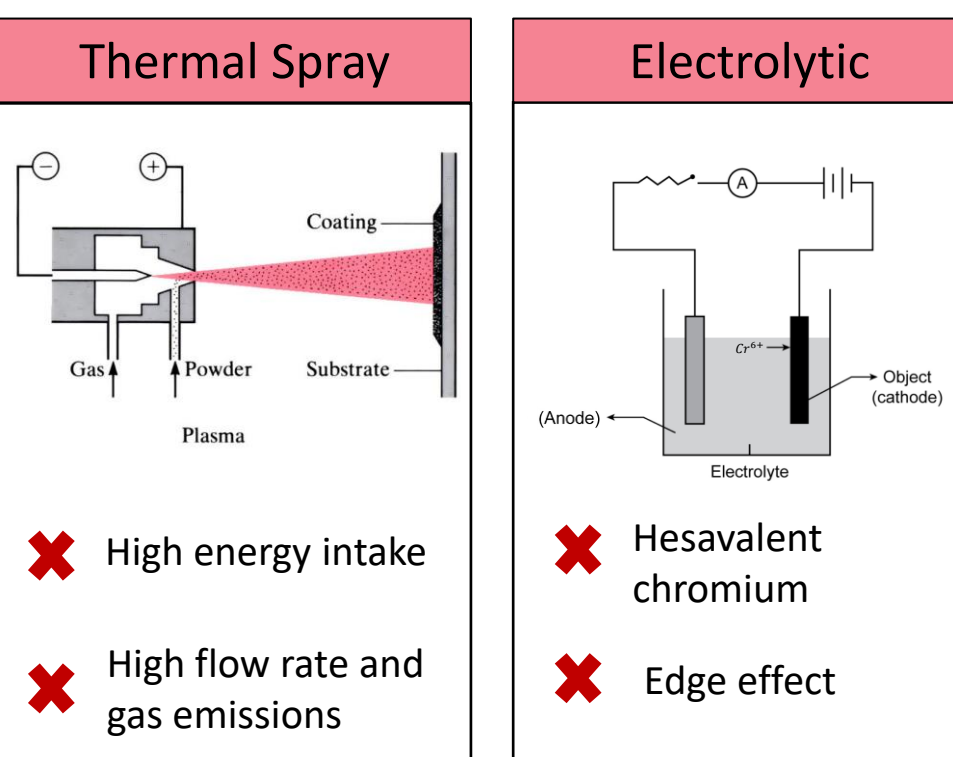 Thermal Spray
−
+
Coating
Gas
Powder
Substrate
Plasma
High energy intake
High flow rate and
gas emissions
Electrolytic
A
Cr⁶⁺
Object
(cathode)
(Anode)
Electrolyte
Hesavalent
chromium
Edge effect